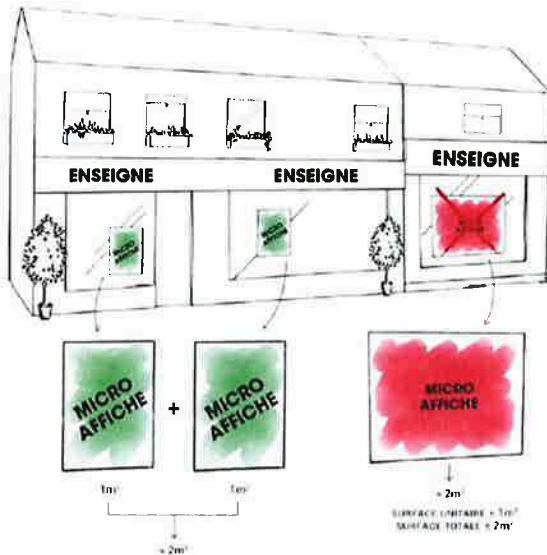 ENSEIGNE
ENSEIGNE
ENSEIGNE
MICRO
AFFICHE
MICRO
AFFICHE
MICRO
AFFICHE
+
MICRO
AFFICHE
MICRO
AFFICHE
1m²
1m²
2m²
2m²
SURFACE UNITAIRE 1m²
SURFACE TOTALE 2m²